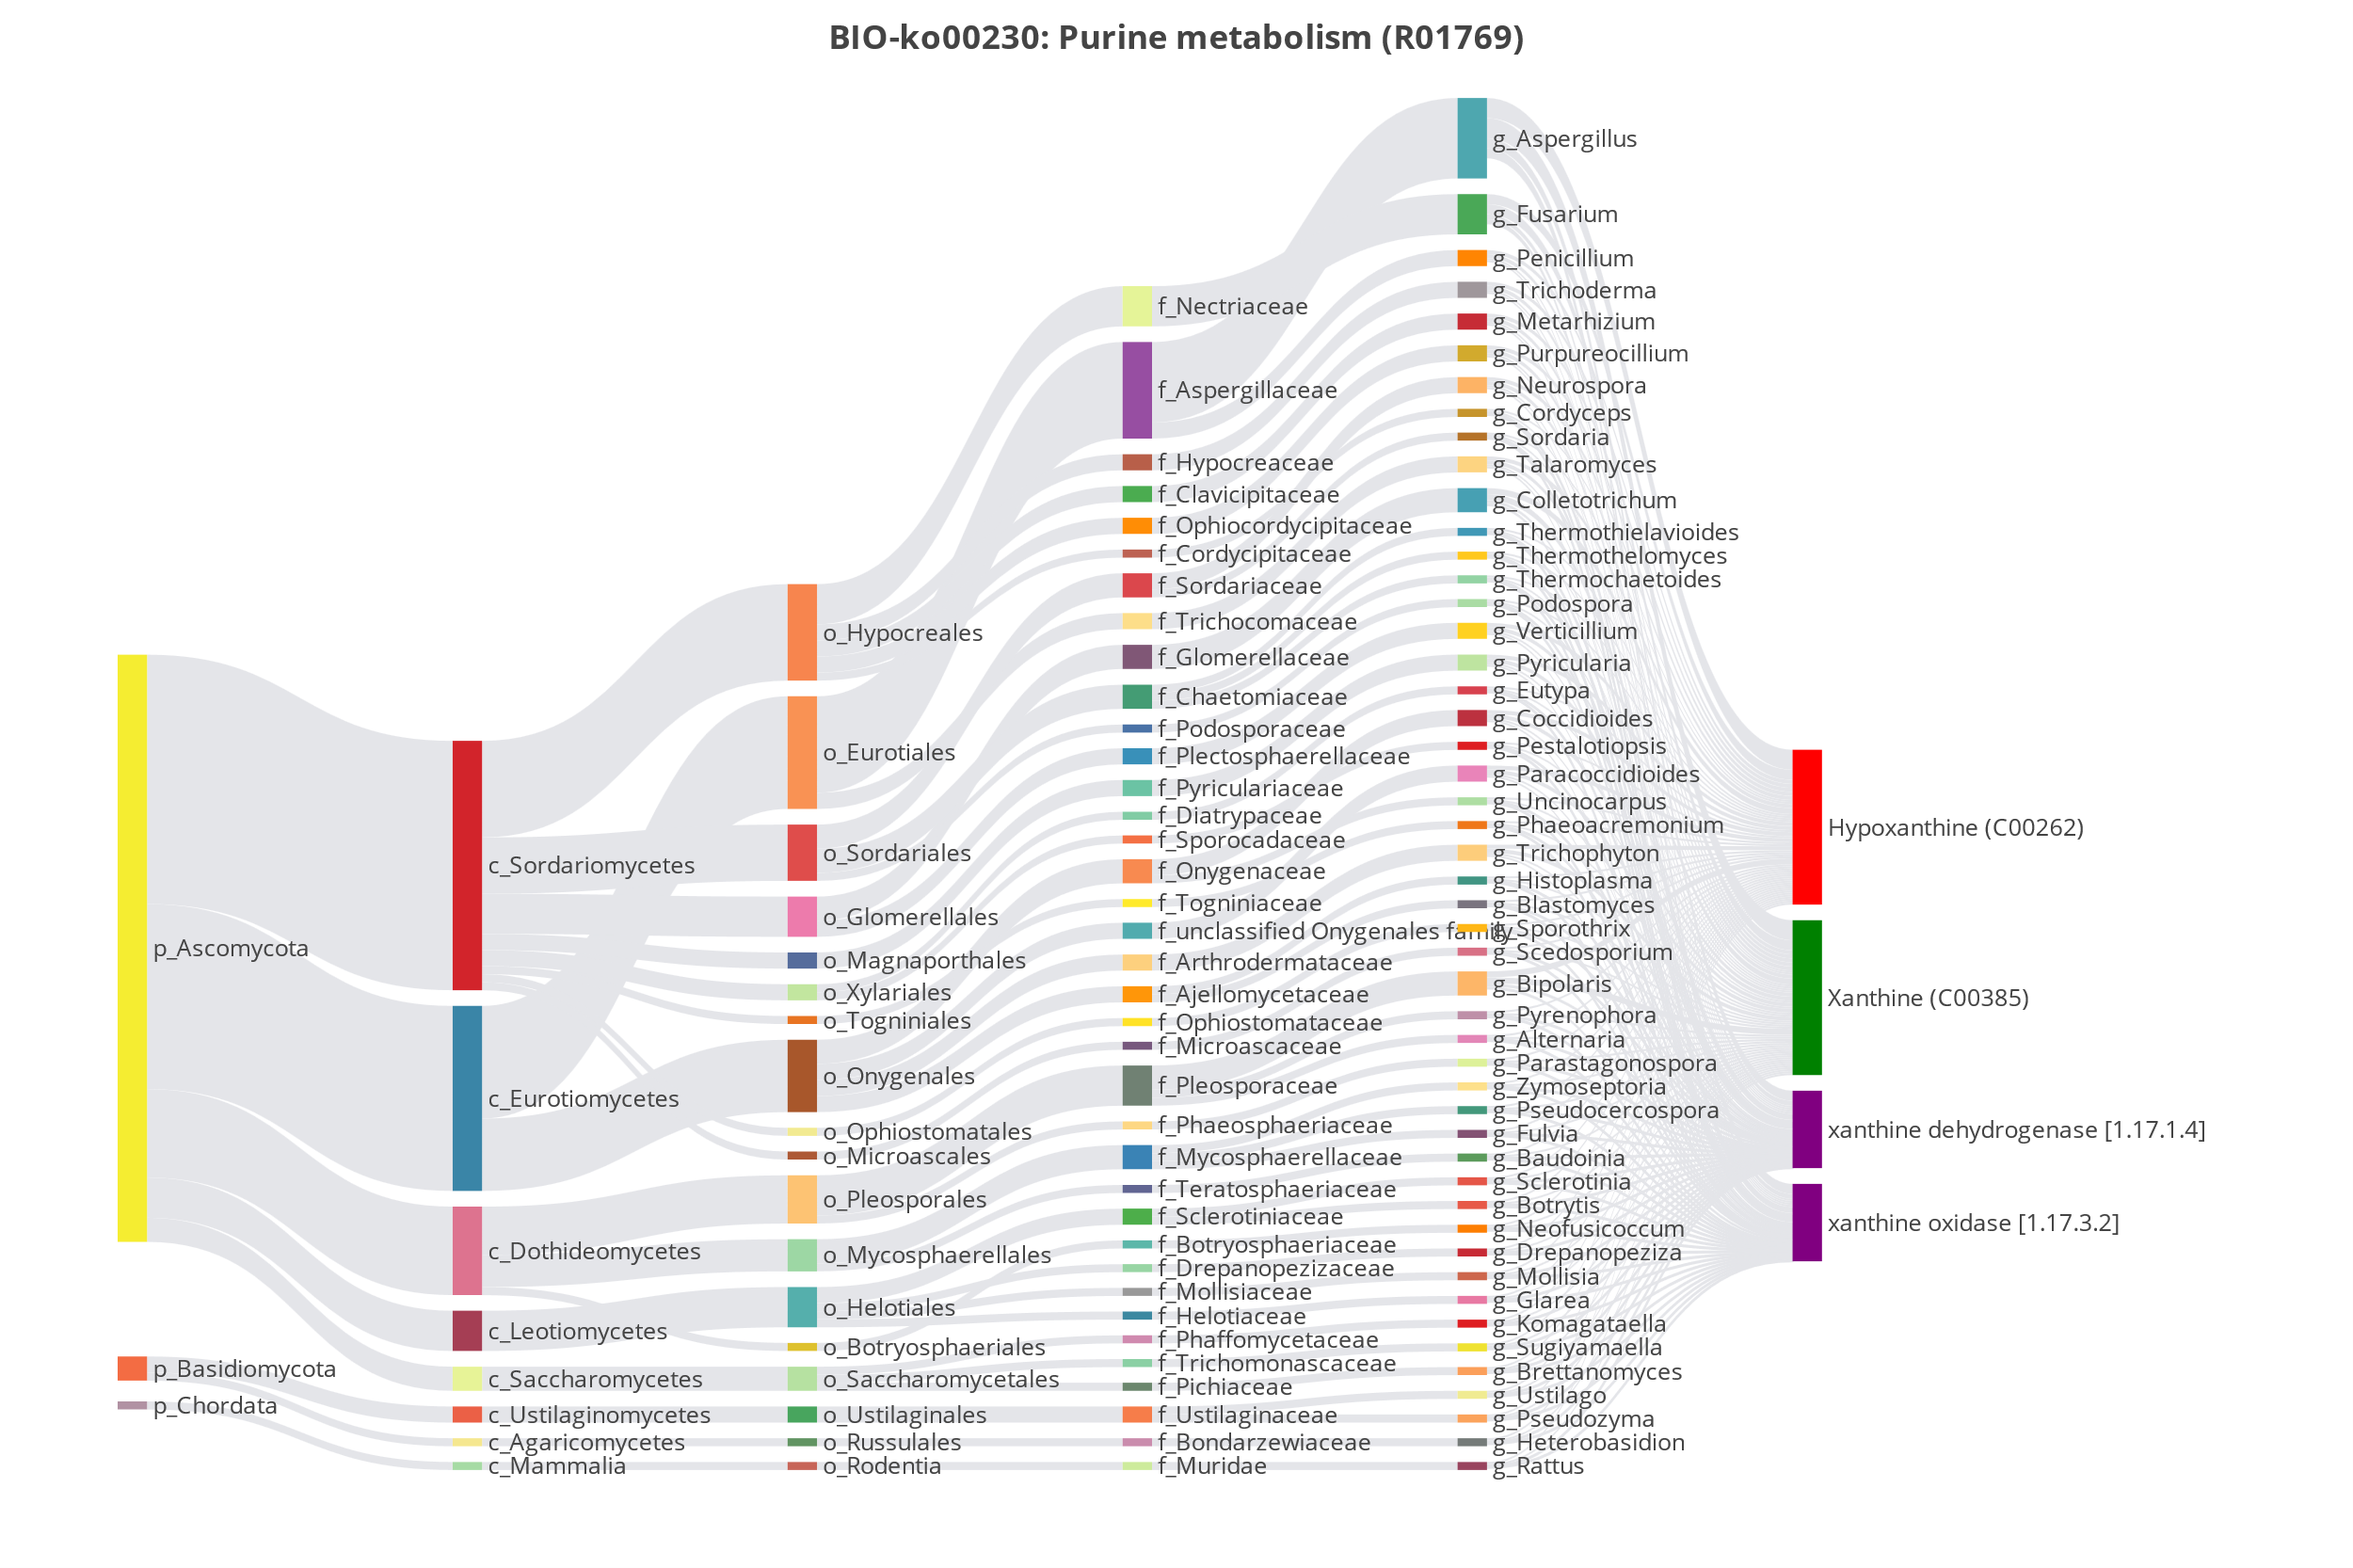 BIO-ko00230: Purine metabolism (R01769)
p_Ascomycota
p_Basidiomycota
p_Chordata
c_Sordariomycetes
c_Eurotiomycetes
c_Dothideomycetes
c_Leotiomycetes
c_Saccharomycetes
c_Ustilaginomycetes
c_Agaricomycetes
c_Mammalia
o_Hypocreales
o_Eurotiales
o_Sordariales
o_Glomerellales
o_Magnaporthales
o_Xylariales
o_Togniniales
o_Onygenales
o_Ophiostomatales
o_Microascales
o_Pleosporales
o_Mycosphaerellales
o_Helotiales
o_Botryosphaeriales
o_Saccharomycetales
o_Ustilaginales
o_Russulales
o_Rodentia
f_Nectriaceae
f_Aspergillaceae
f_Hypocreaceae
f_Clavicipitaceae
f_Ophiocordycipitaceae
f_Cordycipitaceae
f_Sordariaceae
f_Trichocomaceae
f_Glomerellaceae
f_Chaetomiaceae
f_Podosporaceae
f_Plectosphaerellaceae
f_Pyriculariaceae
f_Diatrypaceae
f_Sporocadaceae
f_Onygenaceae
f_Togniniaceae
f_unclassified Onygenales family
f_Arthrodermataceae
f_Ajellomycetaceae
f_Ophiostomataceae
f_Microascaceae
f_Pleosporaceae
f_Phaeosphaeriaceae
f_Mycosphaerellaceae
f_Teratosphaeriaceae
f_Sclerotiniaceae
f_Botryosphaeriaceae
f_Drepanopezizaceae
f_Mollisiaceae
f_Helotiaceae
f_Phaffomycetaceae
f_Trichomonascaceae
f_Pichiaceae
f_Ustilaginaceae
f_Bondarzewiaceae
f_Muridae
g_Aspergillus
g_Fusarium
g_Penicillium
g_Trichoderma
g_Metarhizium
g_Purpureocillium
g_Neurospora
g_Cordyceps
g_Sordaria
g_Talaromyces
g_Colletotrichum
g_Thermothielavioides
g_Thermothelomyces
g_Thermochaetoides
g_Podospora
g_Verticillium
g_Pyricularia
g_Eutypa
g_Coccidioides
g_Pestalotiopsis
g_Paracoccidioides
g_Uncinocarpus
g_Phaeoacremonium
g_Trichophyton
g_Histoplasma
g_Blastomyces
g_Sporothrix
g_Scedosporium
g_Bipolaris
g_Pyrenophora
g_Alternaria
g_Parastagonospora
g_Zymoseptoria
g_Pseudocercospora
g_Fulvia
g_Baudoinia
g_Sclerotinia
g_Botrytis
g_Neofusicoccum
g_Drepanopeziza
g_Mollisia
g_Glarea
g_Komagataella
g_Sugiyamaella
g_Brettanomyces
g_Ustilago
g_Pseudozyma
g_Heterobasidion
g_Rattus
Hypoxanthine (C00262)
Xanthine (C00385)
xanthine dehydrogenase [1.17.1.4]
xanthine oxidase [1.17.3.2]